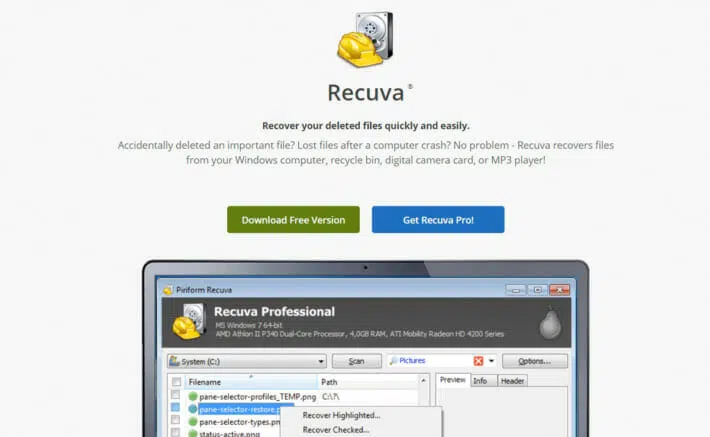 Recuva®
Recover your deleted files quickly and easily.
Accidentally deleted an important file? Lost files after a computer crash? No problem - Recuva recovers files
from your Windows computer, recycle bin, digital camera card, or MP3 player!
Download Free Version
Get Recuva Pro!
Piriform Recuva
Recuva Professional
MS Windows 7 64-bit
AMD Athlon II P340 Dual-Core Processor, 4,0GB RAM, ATI Mobility Radeon HD 4200 Series
System (C:)
Scan
Pictures
Options...
Filename
Path
Preview
Info
Header
pane-selector-profiles_TEMP.png
C:\?\
pane-selector-restore.p
Recover Highlighted...
pane-selector-types.pn
Recover Checked...
status-active.png